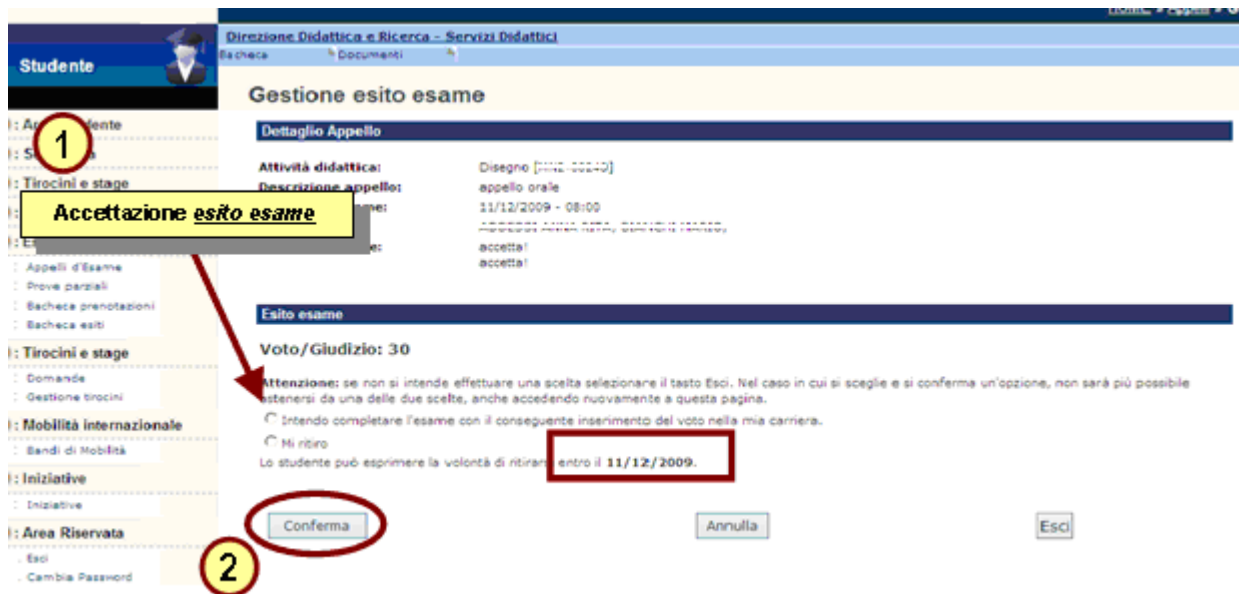 HOME » Appelli »
Direzione Didattica e Ricerca - Servizi Didattici
Bacheca Documenti
Studente
Gestione esito esame
Dettaglio Appello
1
: Tirocini e stage
Accettazione esito esame
Attività didattica: Disegno
Descrizione appello: appello orale
11/12/2009 - 08:00
accetta!
accetta!
: Appelli d'Esame
: Prove parziali
: Bacheca prenotazioni
: Bacheca esiti
: Tirocini e stage
: Domande
: Gestione tirocini
: Mobilità internazionale
: Bandi di Mobilità
: Iniziative
: Iniziative
: Area Riservata
. Esci
. Cambia Password
Esito esame
Voto/Giudizio: 30
Attenzione: se non si intende effettuare una scelta selezionare il tasto Esci. Nel caso in cui si sceglie e si conferma un'opzione, non sarà più possibile
astenersi da una delle due scelte, anche accedendo nuovamente a questa pagina.
Intendo completare l'esame con il conseguente inserimento del voto nella mia carriera.
Mi ritiro
Lo studente può esprimere la volontà di ritirarsi entro il 11/12/2009.
Conferma Annulla Esci
2